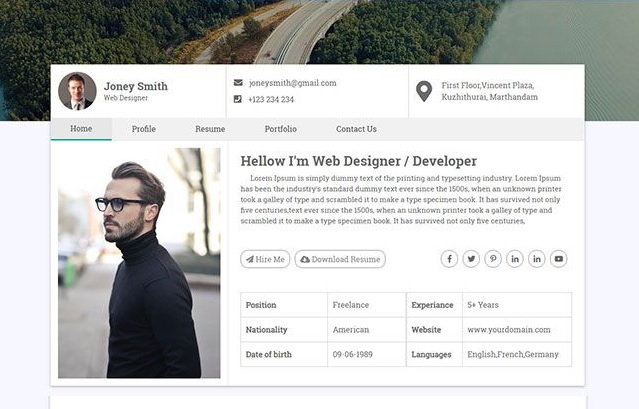 Joney Smith
Web Designer
joneysmith@gmail.com
+123 234 234
First Floor,Vincent Plaza,
Kuzhithurai, Marthandam
Home Profile Resume Portfolio Contact Us
Hellow I'm Web Designer / Developer
Lorem Ipsum is simply dummy text of the printing and typesetting industry. Lorem Ipsum
has been the industry's standard dummy text ever since the 1500s, when an unknown printer
took a galley of type and scrambled it to make a type specimen book. It has survived not only
five centuries,text ever since the 1500s, when an unknown printer took a galley of type and
scrambled it to make a type specimen book. It has survived not only five centuries,
Hire Me Download Resume
Position Freelance Experiance 5+ Years
Nationality American Website www.yourdomain.com
Date of birth 09-06-1989 Languages English,French,Germany